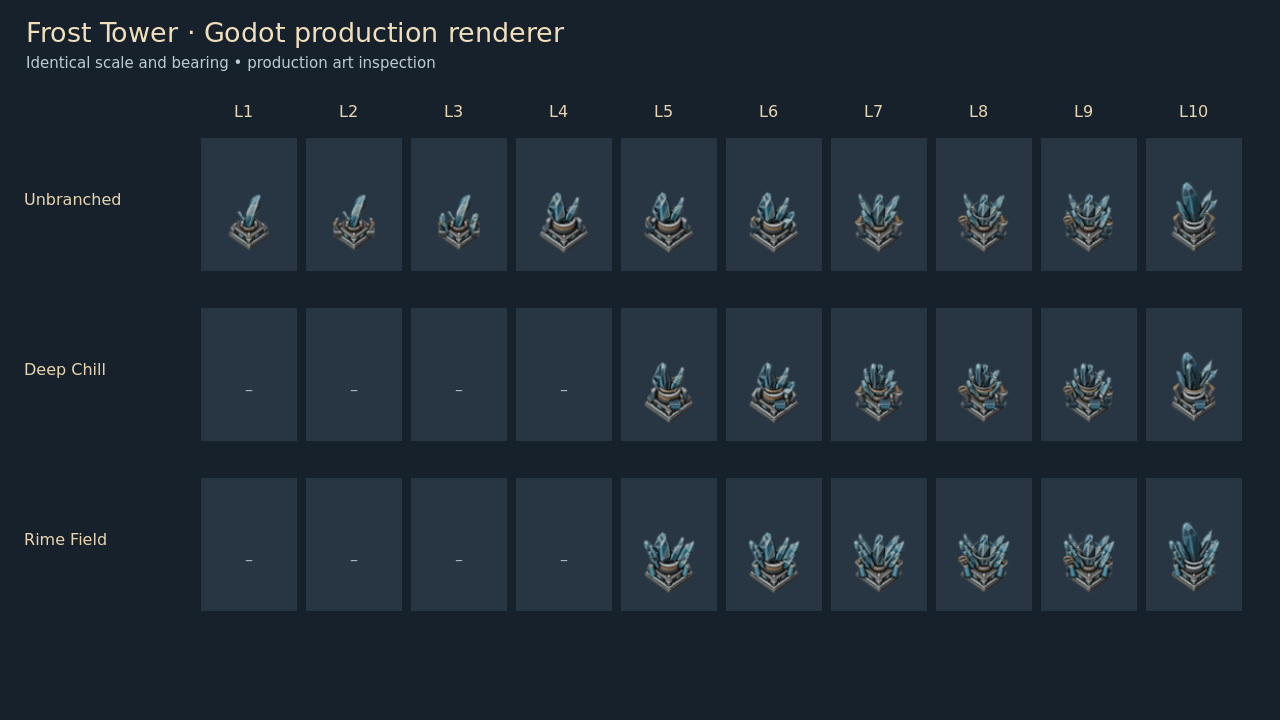 Frost Tower · Godot production renderer
Identical scale and bearing • production art inspection
L1 L2 L3 L4 L5 L6 L7 L8 L9 L10
Unbranched
Deep Chill
– – – –
Rime Field
– – – –